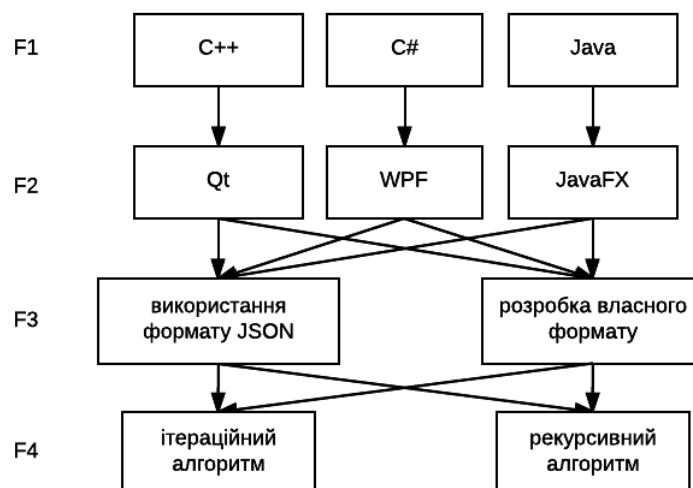 F1
C++
C#
Java
F2
Qt
WPF
JavaFX
F3
використання
формату JSON
розробка власного
формату
F4
ітераційний
алгоритм
рекурсивний
алгоритм